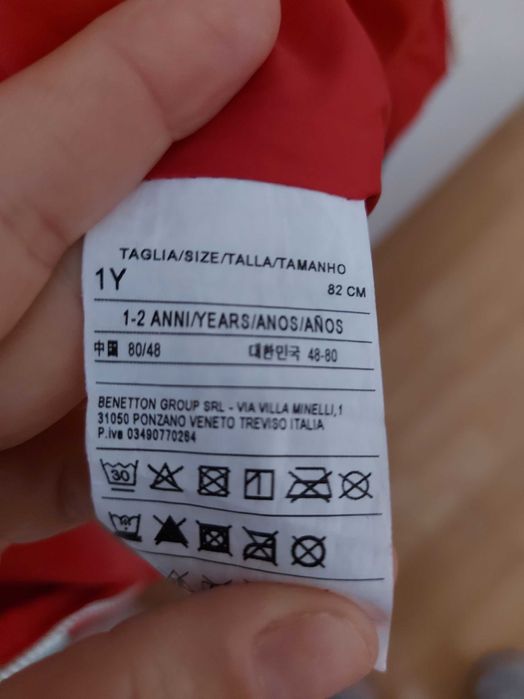 TAGLIA/SIZE/TALLA/TAMANHO
1Y 82 CM
1-2 ANNI/YEARS/ANOS/AÑOS
中国 80/48 대한민국 48-80
BENETTON GROUP SRL - VIA VILLA MINELLI,1
31050 PONZANO VENETO TREVISO ITALIA
P.iva 03490770264
30